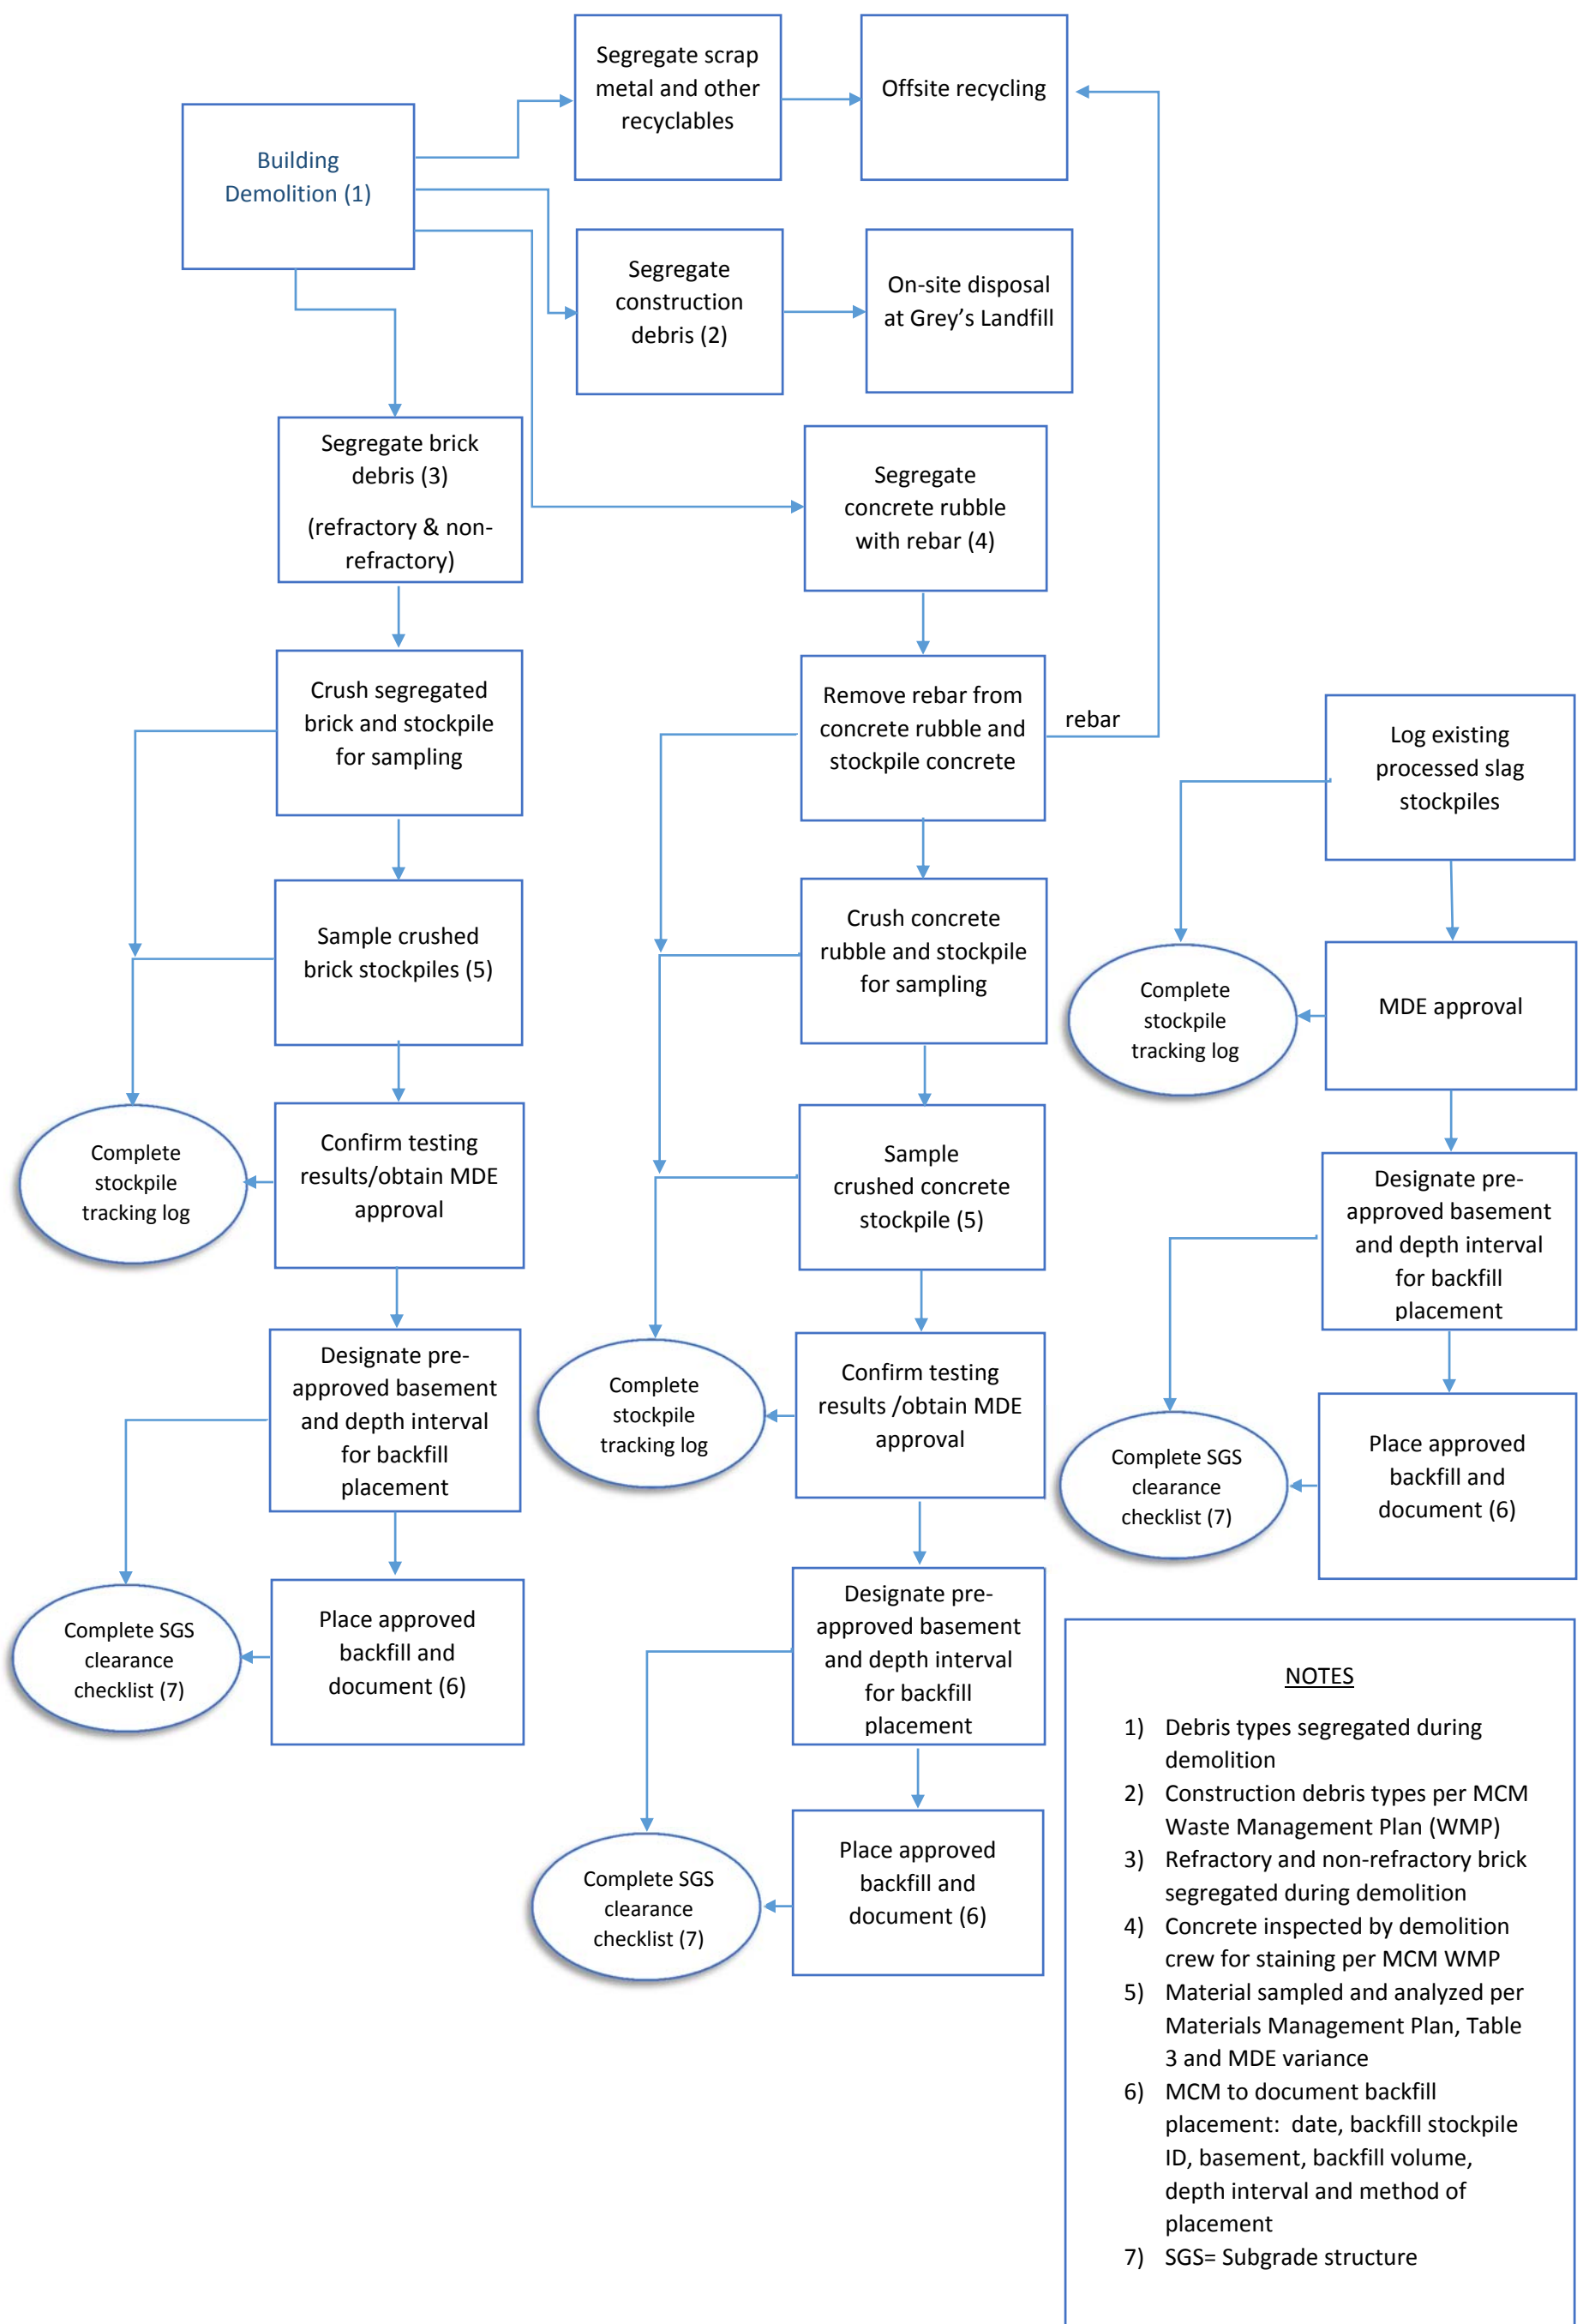 Segregate scrap
metal and other
recyclables
Offsite recycling
Building
Demolition (1)
Segregate
construction
debris (2)
On-site disposal
at Grey’s Landfill
Segregate brick
debris (3)
(refractory & non-
refractory)
Segregate
concrete rubble
with rebar (4)
Crush segregated
brick and stockpile
for sampling
Remove rebar from
concrete rubble and
stockpile concrete
rebar
Log existing
processed slag
stockpiles
Sample crushed
brick stockpiles (5)
Crush concrete
rubble and stockpile
for sampling
Complete
stockpile
tracking log
MDE approval
Complete
stockpile
tracking log
Confirm testing
results/obtain MDE
approval
Sample
crushed concrete
stockpile (5)
Designate pre-
approved basement
and depth interval
for backfill
placement
Designate pre-
approved basement
and depth interval
for backfill
placement
Complete
stockpile
tracking log
Confirm testing
results /obtain MDE
approval
Complete SGS
clearance
checklist (7)
Place approved
backfill and
document (6)
Complete SGS
clearance
checklist (7)
Place approved
backfill and
document (6)
Designate pre-
approved basement
and depth interval
for backfill
placement
Complete SGS
clearance
checklist (7)
Place approved
backfill and
document (6)
NOTES
1) Debris types segregated during
demolition
2) Construction debris types per MCM
Waste Management Plan (WMP)
3) Refractory and non-refractory brick
segregated during demolition
4) Concrete inspected by demolition
crew for staining per MCM WMP
5) Material sampled and analyzed per
Materials Management Plan, Table
3 and MDE variance
6) MCM to document backfill
placement: date, backfill stockpile
ID, basement, backfill volume,
depth interval and method of
placement
7) SGS= Subgrade structure